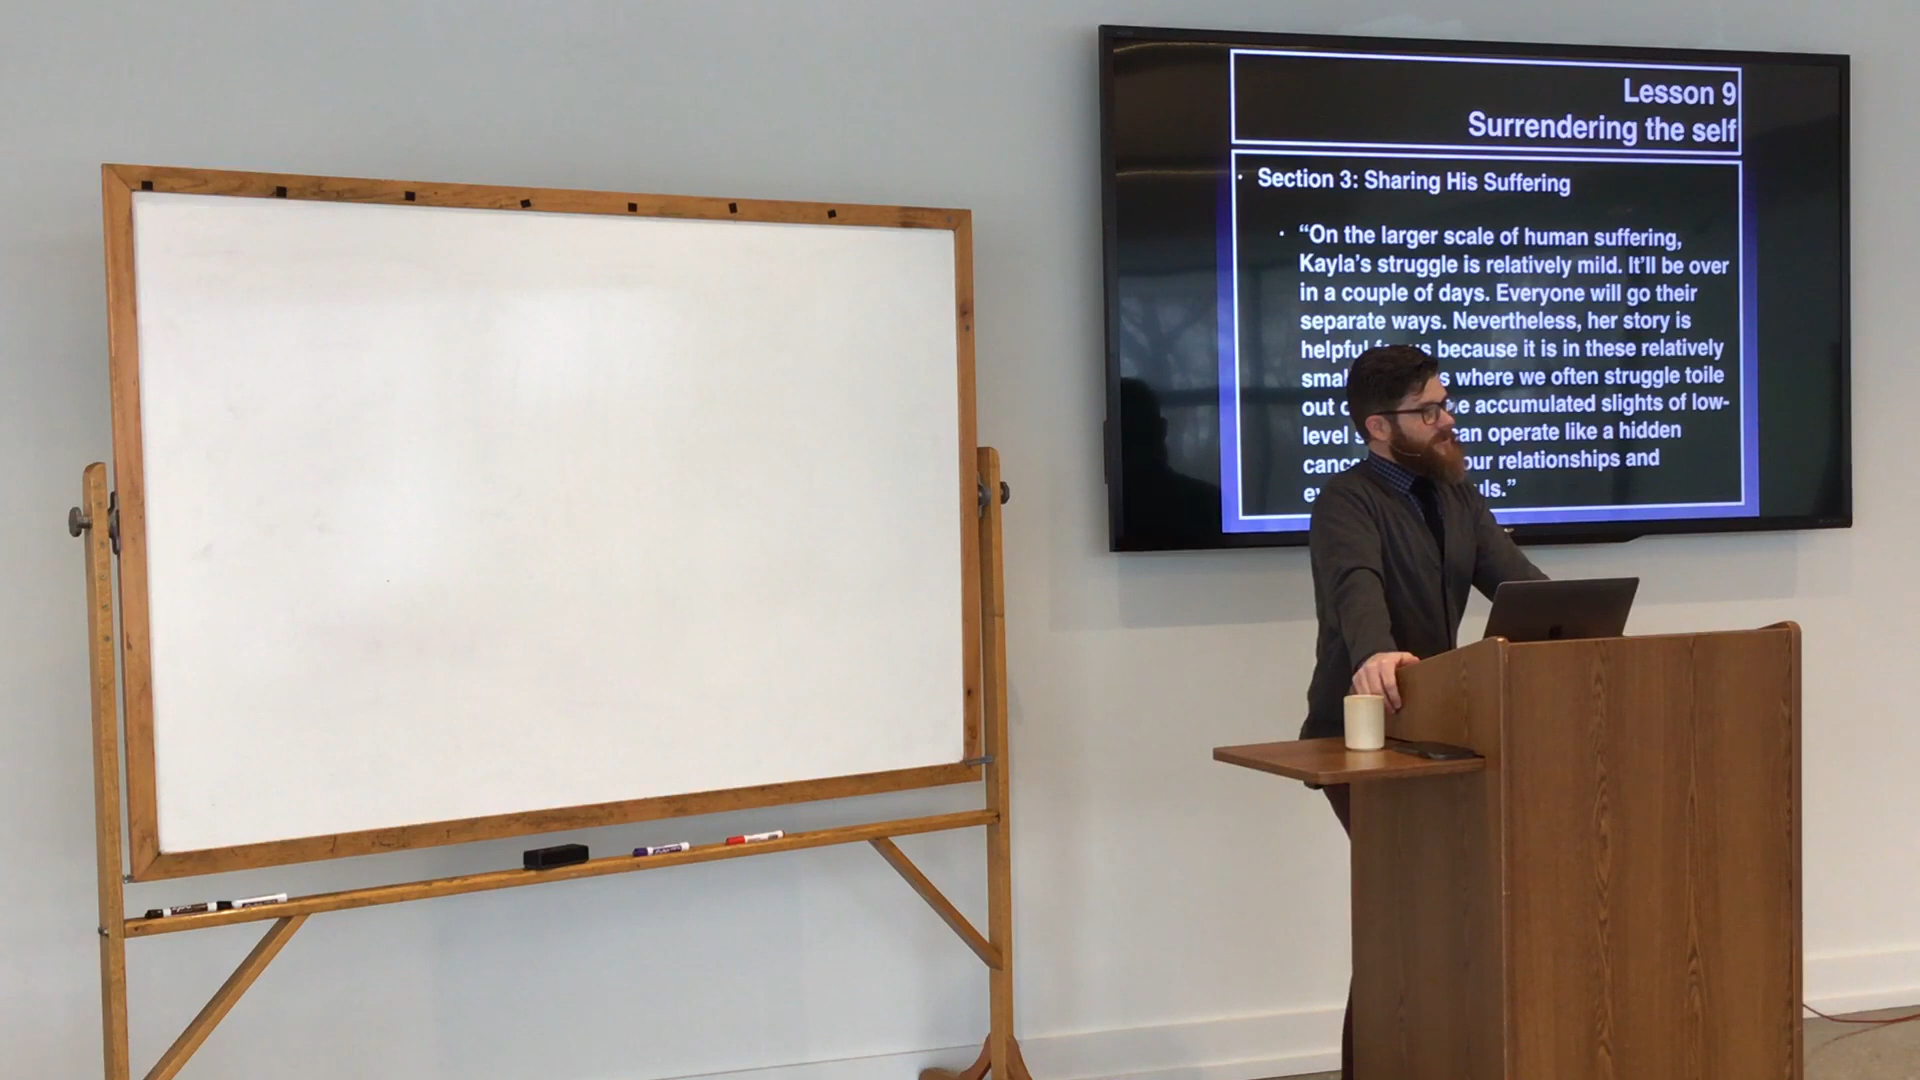 Lesson 9
Surrendering the self
· Section 3: Sharing His Suffering
· “On the larger scale of human suffering,
Kayla’s struggle is relatively mild. It’ll be over
in a couple of days. Everyone will go their
separate ways. Nevertheless, her story is
helpful because it is in these relatively
where we often struggle toile
out accumulated slights of low-
level can operate like a hidden
our relationships and